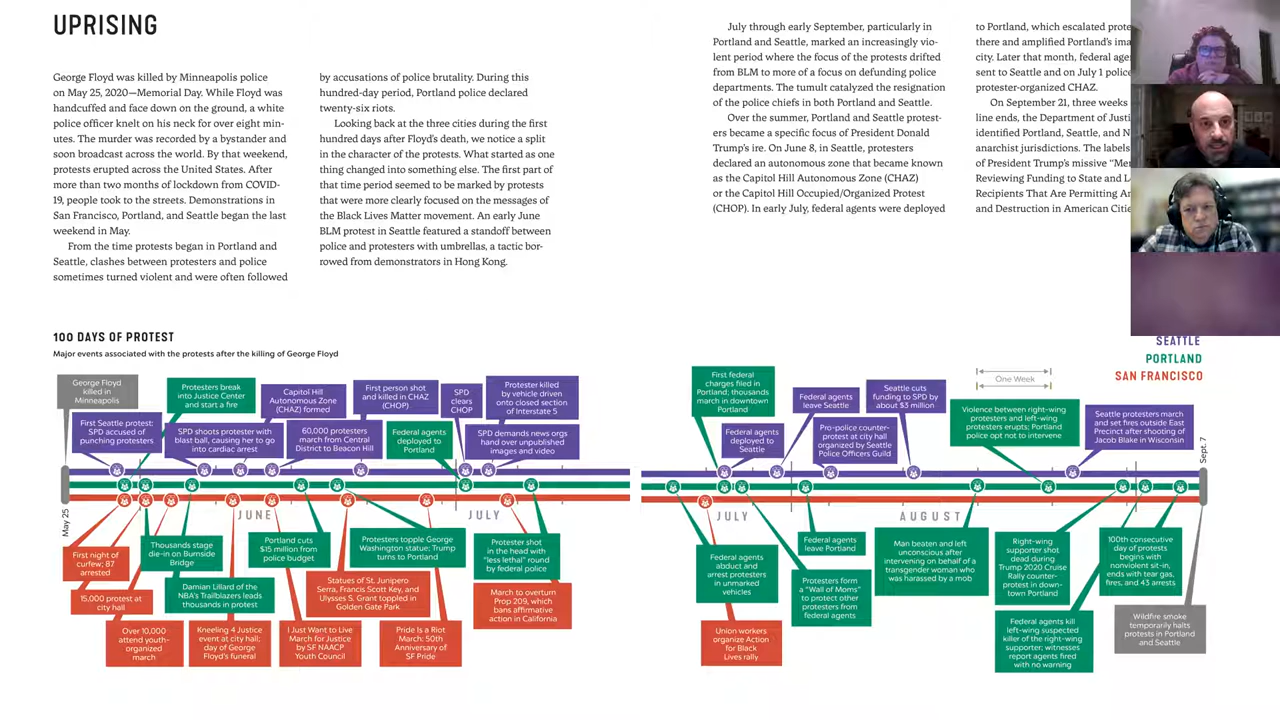 UPRISING
George Floyd was killed by Minneapolis police
on May 25, 2020—Memorial Day. While Floyd was
handcuffed and face down on the ground, a white
police officer knelt on his neck for over eight min-
utes. The murder was recorded by a bystander and
soon broadcast across the world. By that weekend,
protests erupted across the United States. After
more than two months of lockdown from COVID-
19, people took to the streets. Demonstrations in
San Francisco, Portland, and Seattle began the last
weekend in May.
From the time protests began in Portland and
Seattle, clashes between protesters and police
sometimes turned violent and were often followed
by accusations of police brutality. During this
hundred-day period, Portland police declared
twenty-six riots.
Looking back at the three cities during the first
hundred days after Floyd's death, we notice a split
in the character of the protests. What started as one
thing changed into something else. The first part of
that time period seemed to be marked by protests
that were more clearly focused on the messages of
the Black Lives Matter movement. An early June
BLM protest in Seattle featured a standoff between
police and protesters with umbrellas, a tactic bor-
rowed from demonstrators in Hong Kong.
July through early September, particularly in
Portland and Seattle, marked an increasingly vio-
lent period where the focus of the protests drifted
from BLM to more of a focus on defunding police
departments. The tumult catalyzed the resignation
of the police chiefs in both Portland and Seattle.
Over the summer, Portland and Seattle protest-
ers became a specific focus of President Donald
Trump's ire. On June 8, in Seattle, protesters
declared an autonomous zone that became known
as the Capitol Hill Autonomous Zone (CHAZ)
or the Capitol Hill Occupied/Organized Protest
(CHOP). In early July, federal agents were deployed
to Portland, which escalated prote
there and amplified Portland's ima
city. Later that month, federal agen
sent to Seattle and on July 1 police
protester-organized CHAZ.
On September 21, three weeks
line ends, the Department of Justi
identified Portland, Seattle, and N
anarchist jurisdictions. The labels
of President Trump's missive "Mem
Reviewing Funding to State and L
Recipients That Are Permitting An
and Destruction in American Citie
100 DAYS OF PROTEST
Major events associated with the protests after the killing of George Floyd
SEATTLE
PORTLAND
SAN FRANCISCO
One Week
George Floyd
killed in
Minneapolis
Protesters break
into Justice Center
and start a fire
Capitol Hill
Autonomous Zone
(CHAZ) formed
First person shot
and killed in CHAZ
(CHOP)
SPD
clears
CHOP
Protester killed
by vehicle driven
onto closed section
of Interstate 5
First Seattle protest:
SPD accused of
punching protesters
SPD shoots protester with
blast ball, causing her to go
into cardiac arrest
60,000 protesters
march from Central
District to Beacon Hill
Federal agents
deployed to
Portland
SPD demands news orgs
hand over unpublished
images and video
First federal
charges filed in
Portland; thousands
march in downtown
Portland
Federal agents
deployed to
Seattle
Federal agents
leave Seattle
Pro-police counter-
protest at city hall
organized by Seattle
Police Officers Guild
Seattle cuts
funding to SPD by
about $3 million
Violence between right-wing
protesters and left-wing
protesters erupts; Portland
police opt not to intervene
Seattle protesters march
and set fires outside East
Precinct after shooting of
Jacob Blake in Wisconsin
May 25
JUNE
JULY
JULY
AUGUST
Sept. 7
First night of
curfew; 87
arrested
15,000 protest at
city hall
Over 10,000
attend youth-
organized
march
Thousands stage
die-in on Burnside
Bridge
Damian Lillard of the
NBA's Trailblazers leads
thousands in protest
Kneeling 4 Justice
event at city hall;
day of George
Floyd's funeral
Portland cuts
$15 million from
police budget
I Just Want to Live
March for Justice
by SF NAACP
Youth Council
Statues of St. Junipero
Serra, Francis Scott Key, and
Ulysses S. Grant toppled in
Golden Gate Park
Protesters topple George
Washington statue; Trump
turns to Portland
Pride Is a Riot
March: 50th
Anniversary of
SF Pride
Protester shot
in the head with
"less lethal" round
by federal police
March to overturn
Prop 209, which
bans affirmative
action in California
Federal agents
abduct and
arrest protesters
in unmarked
vehicles
Union workers
organize Action
for Black
Lives rally
Federal agents
leave Portland
Protesters form
a "Wall of Moms"
to protect other
protesters from
federal agents
Man beaten and left
unconscious after
intervening on behalf of a
transgender woman who
was harassed by a mob
Right-wing
supporter shot
dead during
Trump 2020 Cruise
Rally counter-
protest in down-
town Portland
Federal agents kill
left-wing suspected
killer of the right-wing
supporter; witnesses
report agents fired
with no warning
100th consecutive
day of protests
begins with
nonviolent sit-in,
ends with tear gas,
fires, and 43 arrests
Wildfire smoke
temporarily halts
protests in Portland
and Seattle